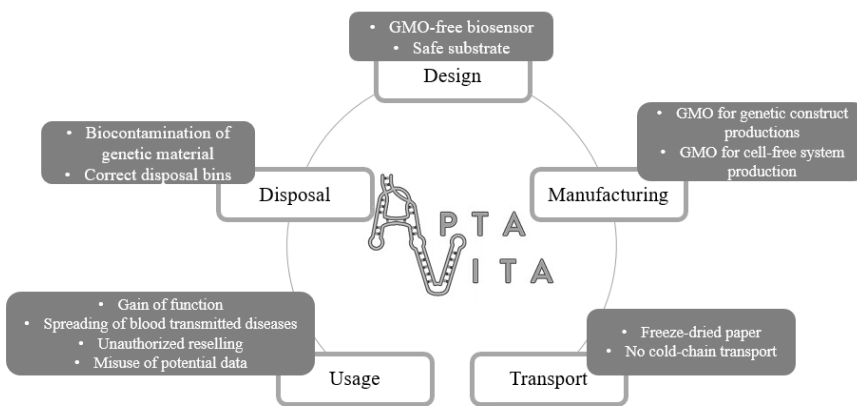 • GMO-free biosensor
• Safe substrate
Design
• GMO for genetic construct
productions
• GMO for cell-free system
production
Manufacturing
• Freeze-dried paper
• No cold-chain transport
Transport
• Gain of function
• Spreading of blood transmitted diseases
• Unauthorized reselling
• Misuse of potential data
Usage
• Biocontamination of
genetic material
• Correct disposal bins
Disposal
APTA
VITA